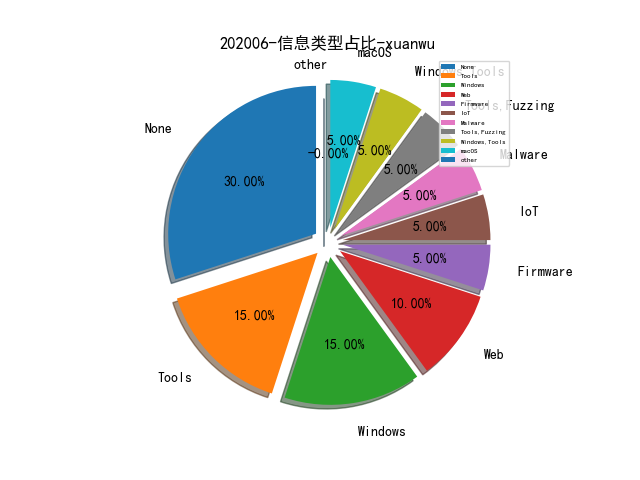 202006-信息类型占比-xuanwu
macOS
other
Windows,Tools
Tools,Fuzzing
None
Malware
IoT
Firmware
Web
Windows
Tools
30.00%
15.00%
15.00%
10.00%
5.00%
5.00%
5.00%
5.00%
5.00%
5.00%
-0.00%
None
Tools
Windows
Web
Firmware
IoT
Malware
Tools,Fuzzing
Windows,Tools
macOS
other